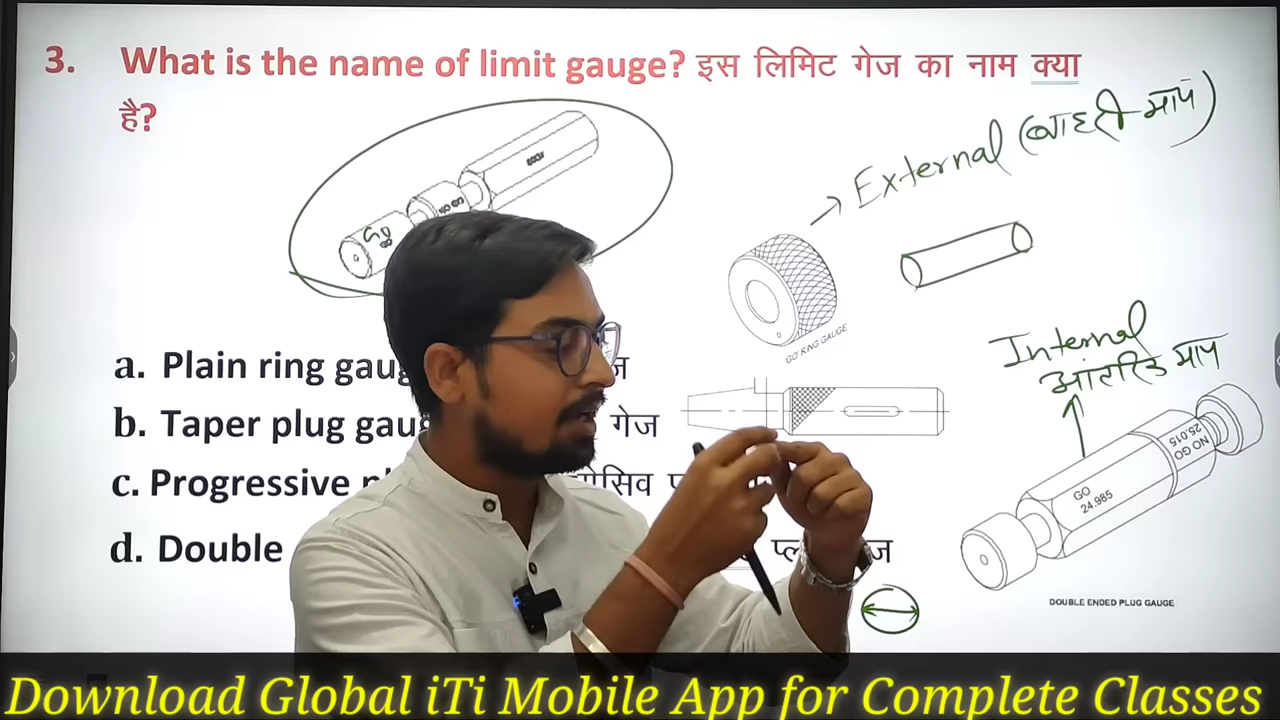 3. What is the name of limit gauge? इस लिमिट गेज का नाम क्या
है?
Go
External (बाहरी माप)
'GO' RING GAUGE
Internal
आंतरिक माप
a. Plain ring
b. Taper plug गेज
c. Progressive
d. Double
NO GO
25.015
GO
24.985
DOUBLE ENDED PLUG GAUGE
Download Global iTi Mobile App for Complete Classes